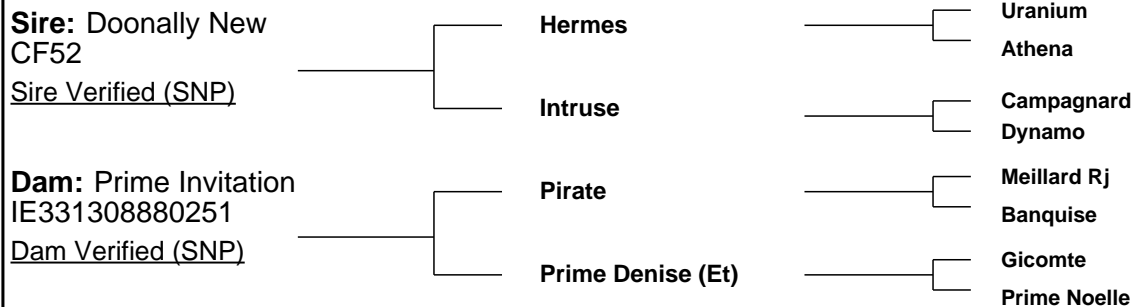 Sire: Doonally New
CF52
Sire Verified (SNP)
Hermes
Uranium
Athena
Intruse
Campagnard
Dynamo
Dam: Prime Invitation
IE331308880251
Dam Verified (SNP)
Pirate
Meillard Rj
Banquise
Prime Denise (Et)
Gicomte
Prime Noelle